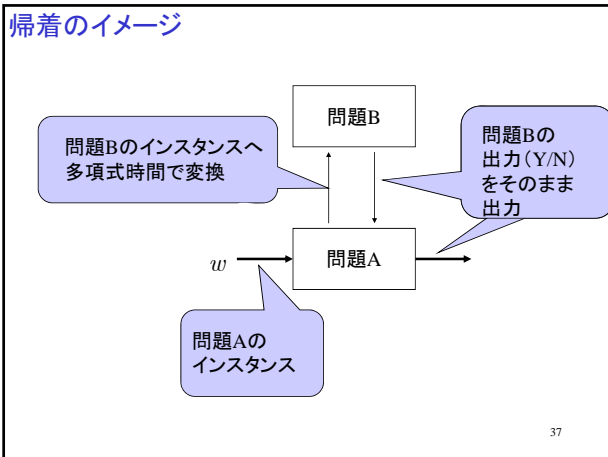 帰着のイメージ
問題B
問題Bのインスタンスへ
多項式時間で変換
問題Bの
出力(Y/N)
をそのまま
出力
w
問題A
問題Aの
インスタンス
37